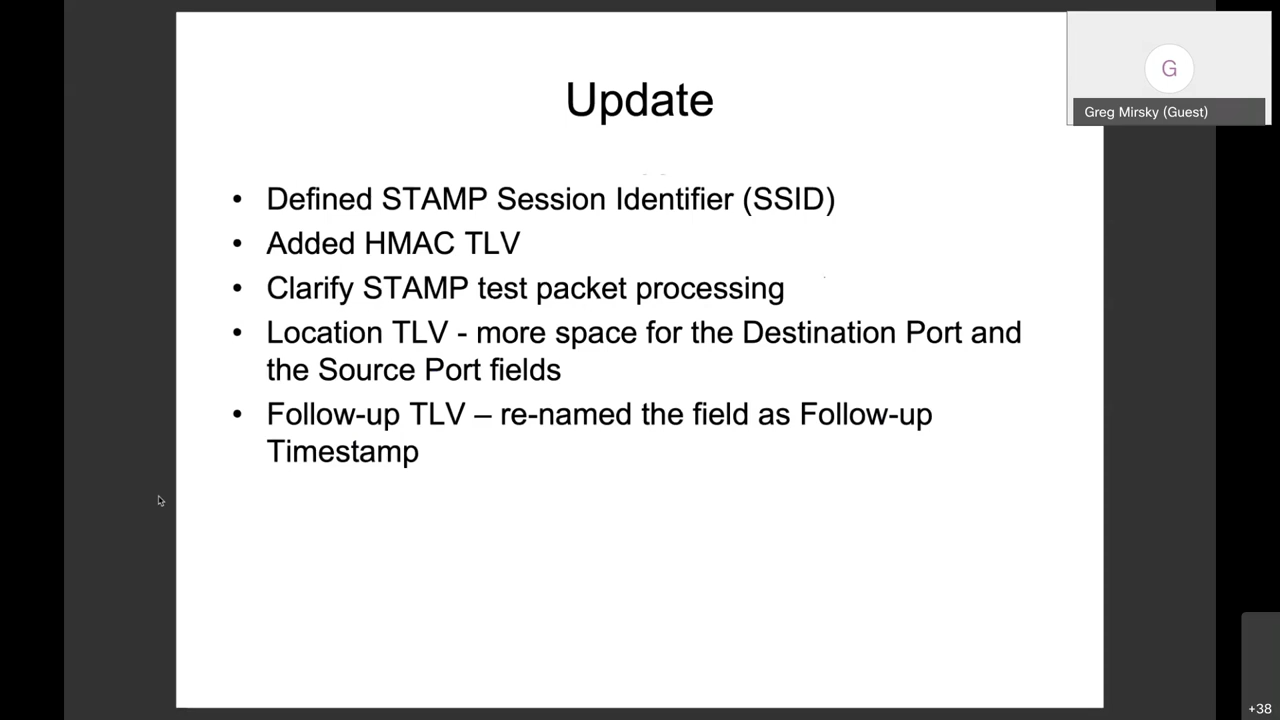 Update
G
Greg Mirsky (Guest)
• Defined STAMP Session Identifier (SSID)
• Added HMAC TLV
• Clarify STAMP test packet processing
• Location TLV - more space for the Destination Port and
the Source Port fields
• Follow-up TLV – re-named the field as Follow-up
Timestamp
+38